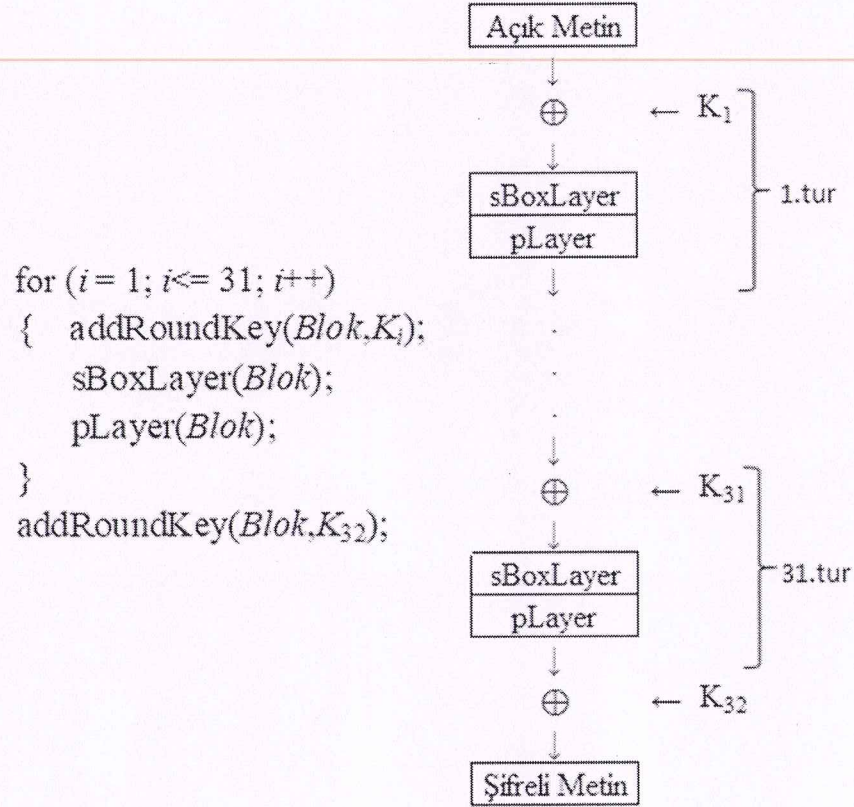 Açık Metin
⊕ ← K₁
sBoxLayer
pLayer
1.tur
for (i = 1; i<= 31; i++)
{ addRoundKey(Blok,Kᵢ);
sBoxLayer(Blok);
pLayer(Blok);
}
addRoundKey(Blok,K₃₂);
⊕ ← K₃₁
sBoxLayer
pLayer
31.tur
⊕ ← K₃₂
Şifreli Metin